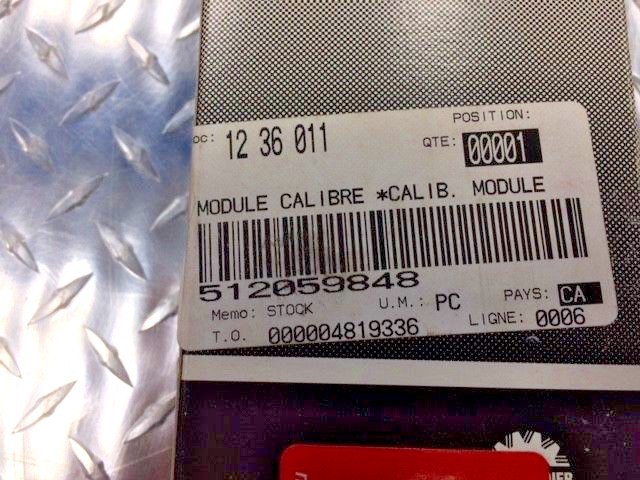 POSITION:
OC: 12 36 011 QTE: 00001
MODULE CALIBRE *CALIB. MODULE
512059848
Memo: STOCK U.M.: PC PAYS: CA
T.O. 000004819336 LIGNE: 0006